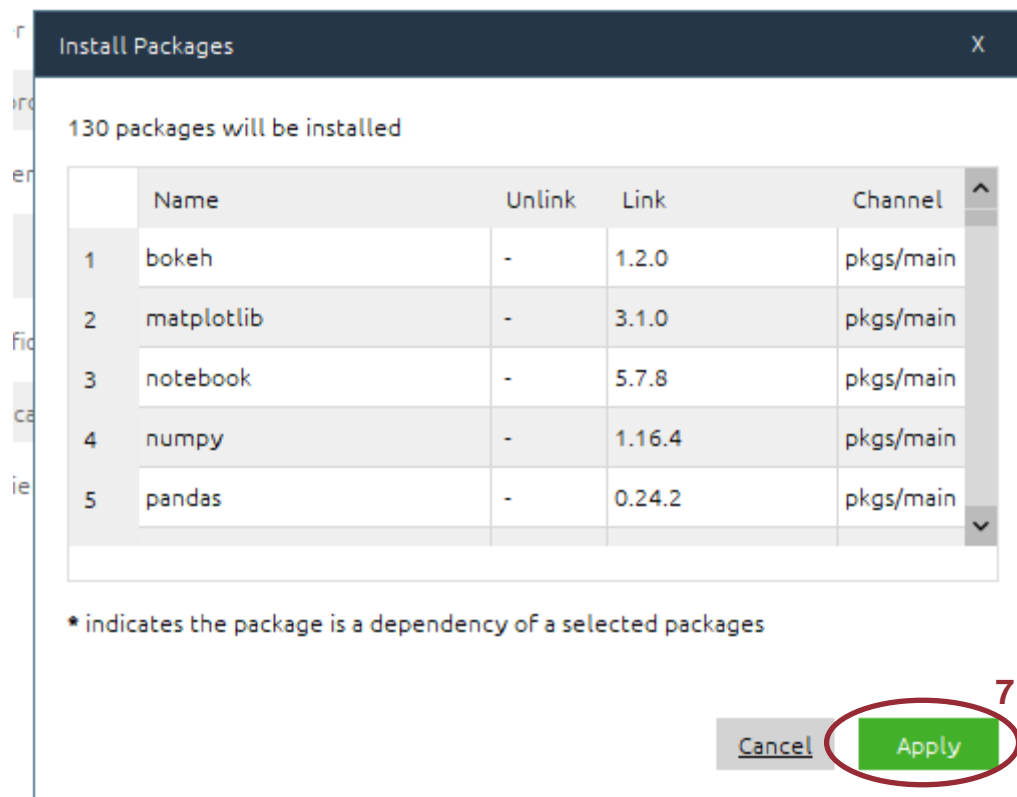 Install Packages X
130 packages will be installed
Name Unlink Link Channel
1 bokeh - 1.2.0 pkgs/main
2 matplotlib - 3.1.0 pkgs/main
3 notebook - 5.7.8 pkgs/main
4 numpy - 1.16.4 pkgs/main
5 pandas - 0.24.2 pkgs/main
* indicates the package is a dependency of a selected packages
7
Cancel Apply